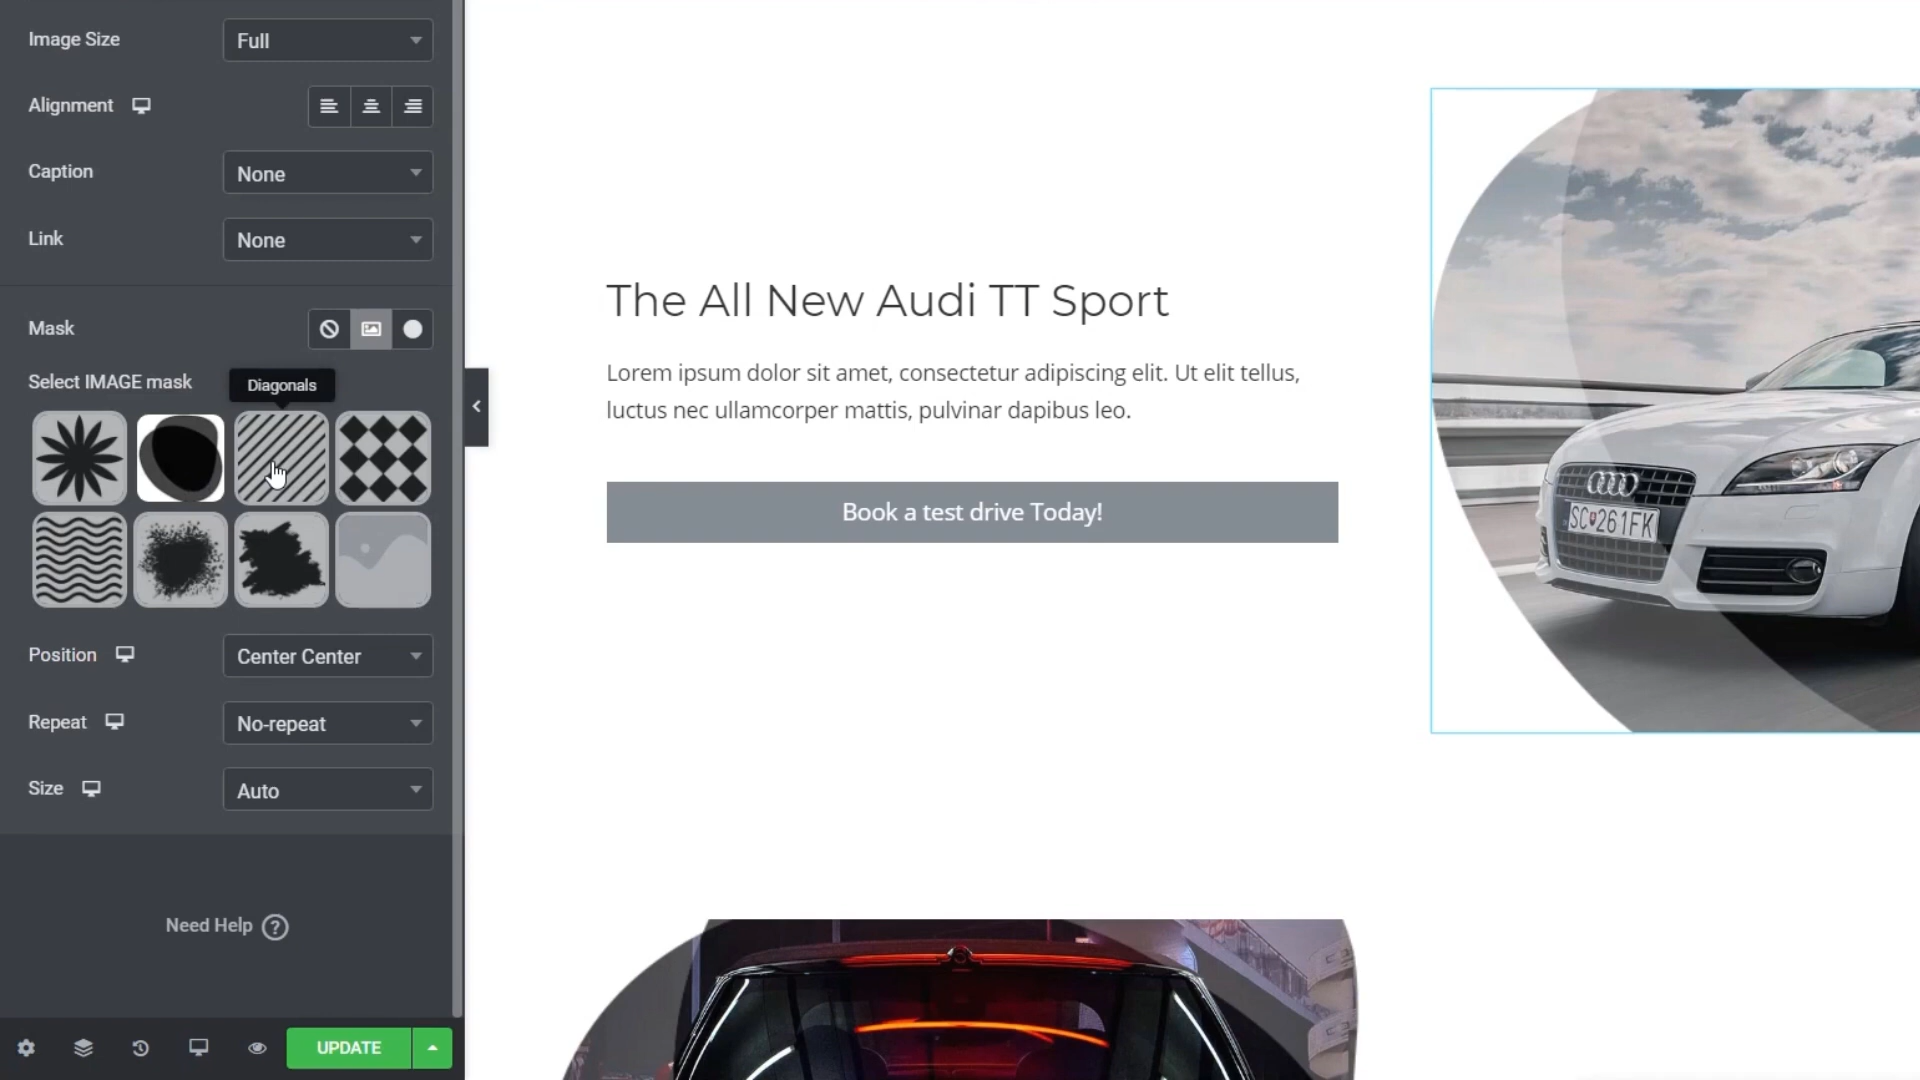 Image Size
Full
Alignment
Caption
None
Link
None
Mask
Select IMAGE mask
Diagonals
Position
Center Center
Repeat
No-repeat
Size
Auto
Need Help ?
UPDATE
The All New Audi TT Sport
Lorem ipsum dolor sit amet, consectetur adipiscing elit. Ut elit tellus,
luctus nec ullamcorper mattis, pulvinar dapibus leo.
Book a test drive Today!
SC 261FK